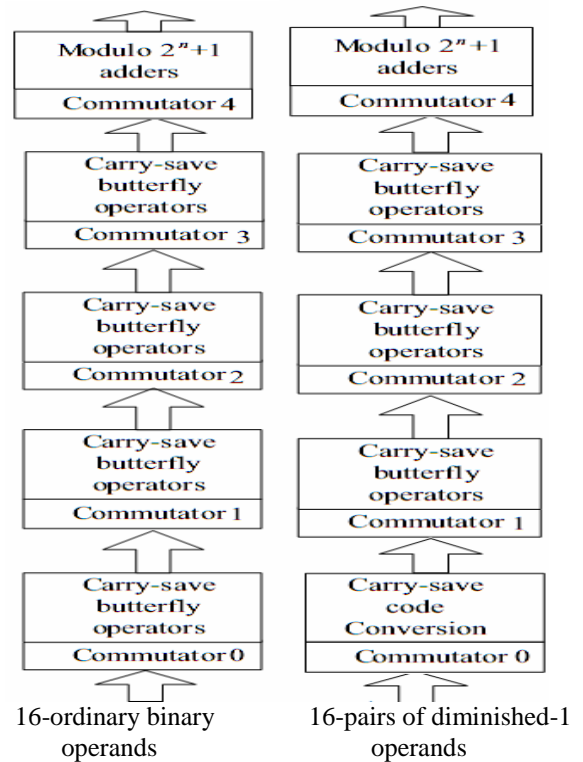 Modulo 2ⁿ+1
adders
Commutator 4
Carry-save
butterfly
operators
Commutator 3
Carry-save
butterfly
operators
Commutator 2
Carry-save
butterfly
operators
Commutator 1
Carry-save
butterfly
operators
Commutator 0
16-ordinary binary
operands
Modulo 2ⁿ+1
adders
Commutator 4
Carry-save
butterfly
operators
Commutator 3
Carry-save
butterfly
operators
Commutator 2
Carry-save
butterfly
operators
Commutator 1
Carry-save
code
Conversion
Commutator 0
16-pairs of diminished-1
operands